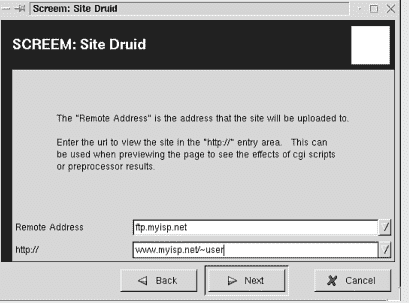 Screem: Site Druid
SCREEM: Site Druid
The "Remote Address" is the address that the site will be uploaded to.
Enter the url to view the site in the "http://" entry area. This can
be used when previewing the page to see the effects of cgi scripts
or preprocessor results.
Remote Address ftp.myisp.net /
http:// www.myisp.net/~user /
Back Next Cancel